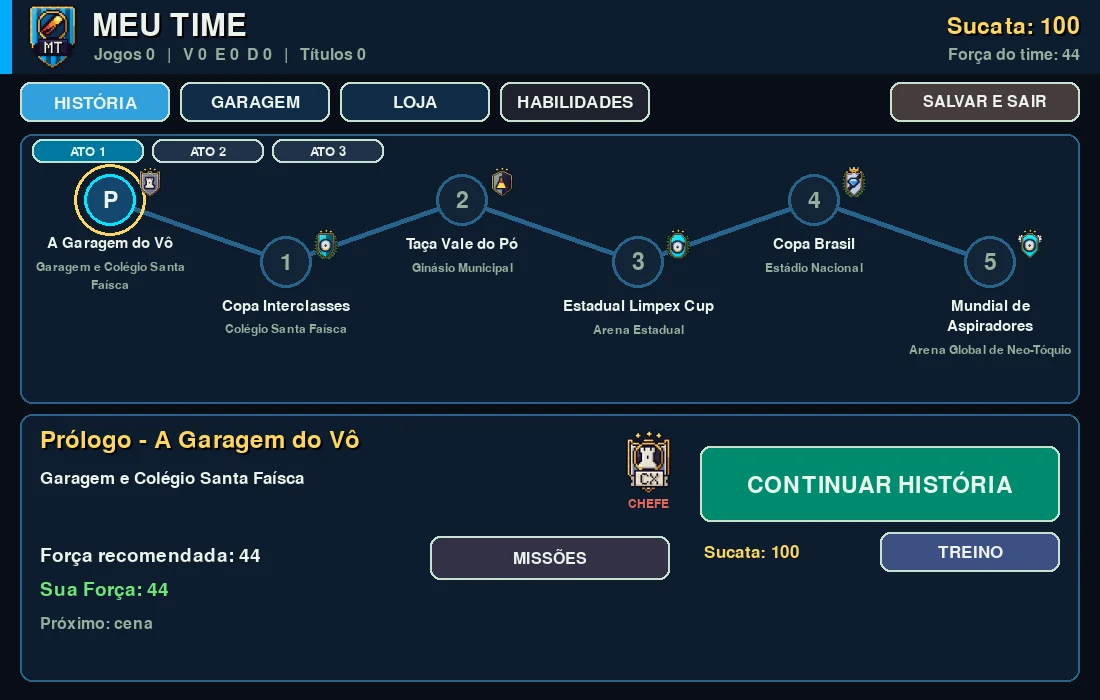 MEU TIME
Jogos 0 | V 0 E 0 D 0 | Títulos 0
MT
Sucata: 100
Força do time: 44
HISTÓRIA
GARAGEM
LOJA
HABILIDADES
SALVAR E SAIR
ATO 1
ATO 2
ATO 3
P
A Garagem do Vô
Garagem e Colégio Santa
Faísca
1
Copa Interclasses
Colégio Santa Faísca
2
Taça Vale do Pó
Ginásio Municipal
3
Estadual Limpex Cup
Arena Estadual
4
Copa Brasil
Estádio Nacional
5
Mundial de
Aspiradores
Arena Global de Neo-Tóquio
Prólogo - A Garagem do Vô
Garagem e Colégio Santa Faísca
CX
CHEFE
CONTINUAR HISTÓRIA
Força recomendada: 44
Sua Força: 44
Próximo: cena
MISSÕES
Sucata: 100
TREINO